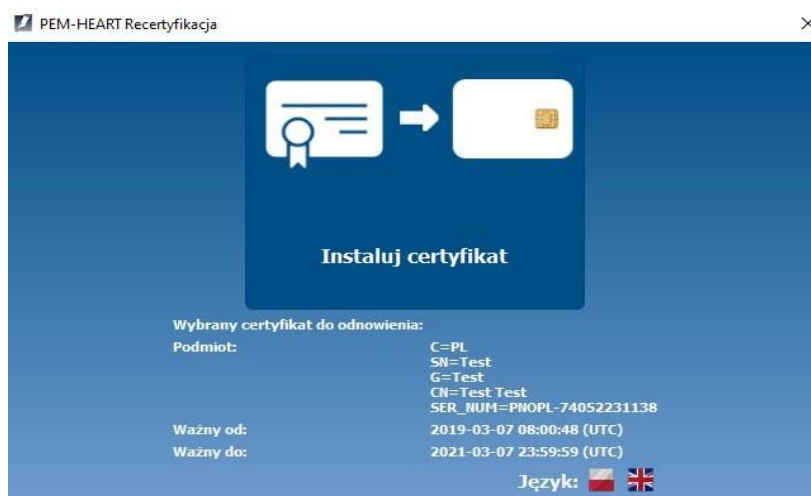 PEM-HEART Recertyfikacja
Instaluj certyfikat
Wybrany certyfikat do odnowienia:
Podmiot: C=PL
SN=Test
G=Test
CN=Test Test
SER_NUM=PNOPL-74052231138
Ważny od: 2019-03-07 08:00:48 (UTC)
Ważny do: 2021-03-07 23:59:59 (UTC)
Język: